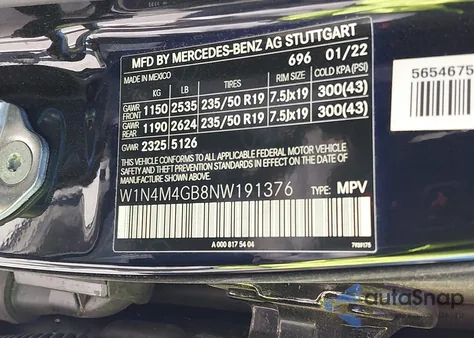 MFD BY MERCEDES-BENZ AG STUTTGART
MADE IN MEXICO 696 01/22
KG LB TIRES RIM SIZE COLD KPA(PSI)
GAWR FRONT 1150 2535 235/50 R19 7.5Jx19 300(43)
GAWR REAR 1190 2624 235/50 R19 7.5Jx19 300(43)
GVWR 2325 5126
THIS VEHICLE CONFORMS TO ALL APPLICABLE FEDERAL MOTOR VEHICLE
SAFETY, BUMPER, AND THEFT PREVENTION STANDARDS IN EFFECT ON THE DATE
OF MANUFACTURE SHOWN ABOVE.
W1N4M4GB8NW191376 TYPE: MPV
A 000 817 54 04
5654675
autoSnap